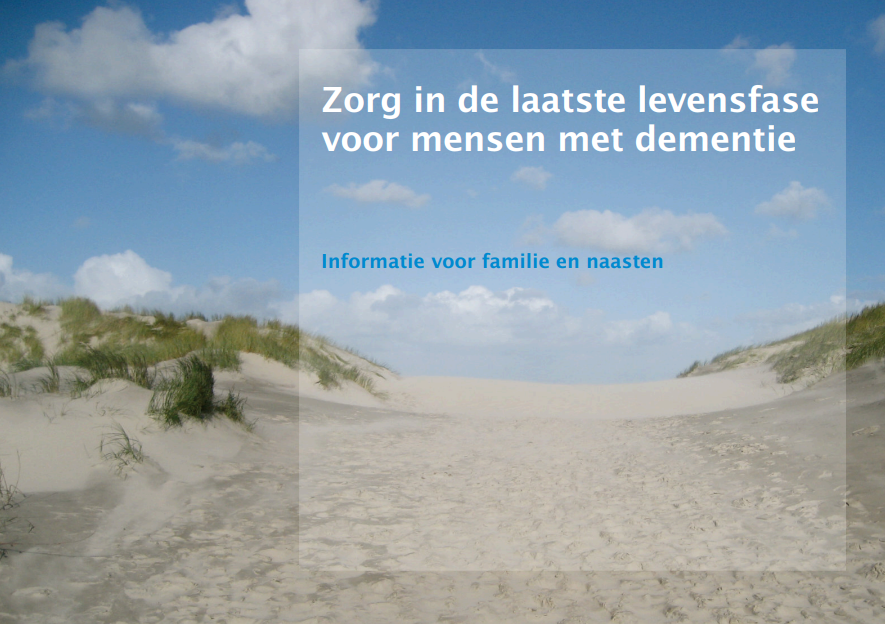 Zorg in de laatste levensfase
voor mensen met dementie
Informatie voor familie en naasten